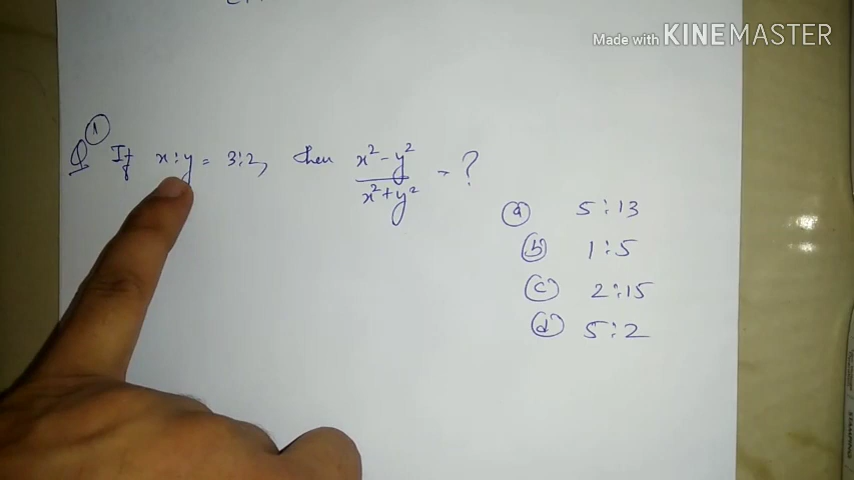 Made with KINEMASTER
Q ① If x:y = 3:2, then x²-y²/x²+y² = ?
ⓐ 5:13
ⓑ 1:5
ⓒ 2:15
ⓓ 5:2